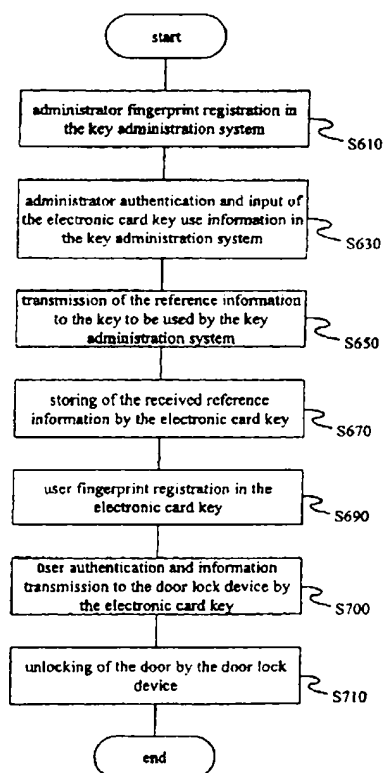 start
administrator fingerprint registration in
the key administration system
S610
administrator authentication and input of
the electronic card key use information in
the key administration system
S630
transmission of the reference information
to the key to be used by the key
administration system
S650
storing of the received reference
information by the electronic card key
S670
user fingerprint registration in the
electronic card key
S690
user authentication and information
transmission to the door lock device by
the electronic card key
S700
unlocking of the door by the door lock
device
S710
end